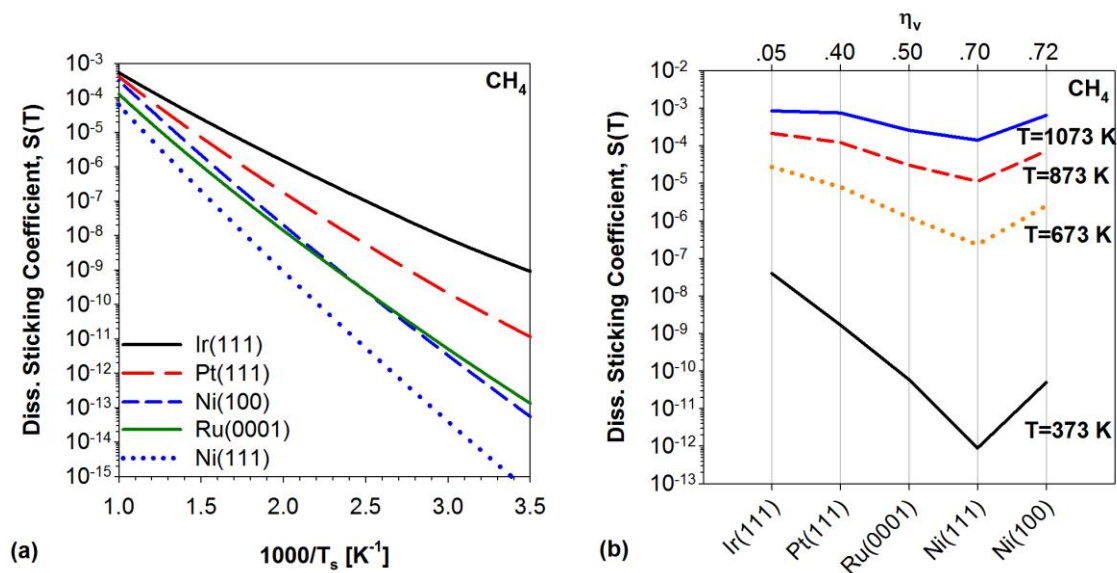 CH4
Diss. Sticking Coefficient, S(T)
10-3
10-4
10-5
10-6
10-7
10-8
10-9
10-10
10-11
10-12
10-13
10-14
10-15
Ir(111)
Pt(111)
Ni(100)
Ru(0001)
Ni(111)
1.0 1.5 2.0 2.5 3.0 3.5
(a)
1000/Ts [K-1]
ηv
.05 .40 .50 .70 .72
CH4
Diss. Sticking Coefficient, S(T)
10-2
10-3
10-4
10-5
10-6
10-7
10-8
10-9
10-10
10-11
10-12
10-13
T=1073 K
T=873 K
T=673 K
T=373 K
Ir(111) Pt(111) Ru(0001) Ni(111) Ni(100)
(b)